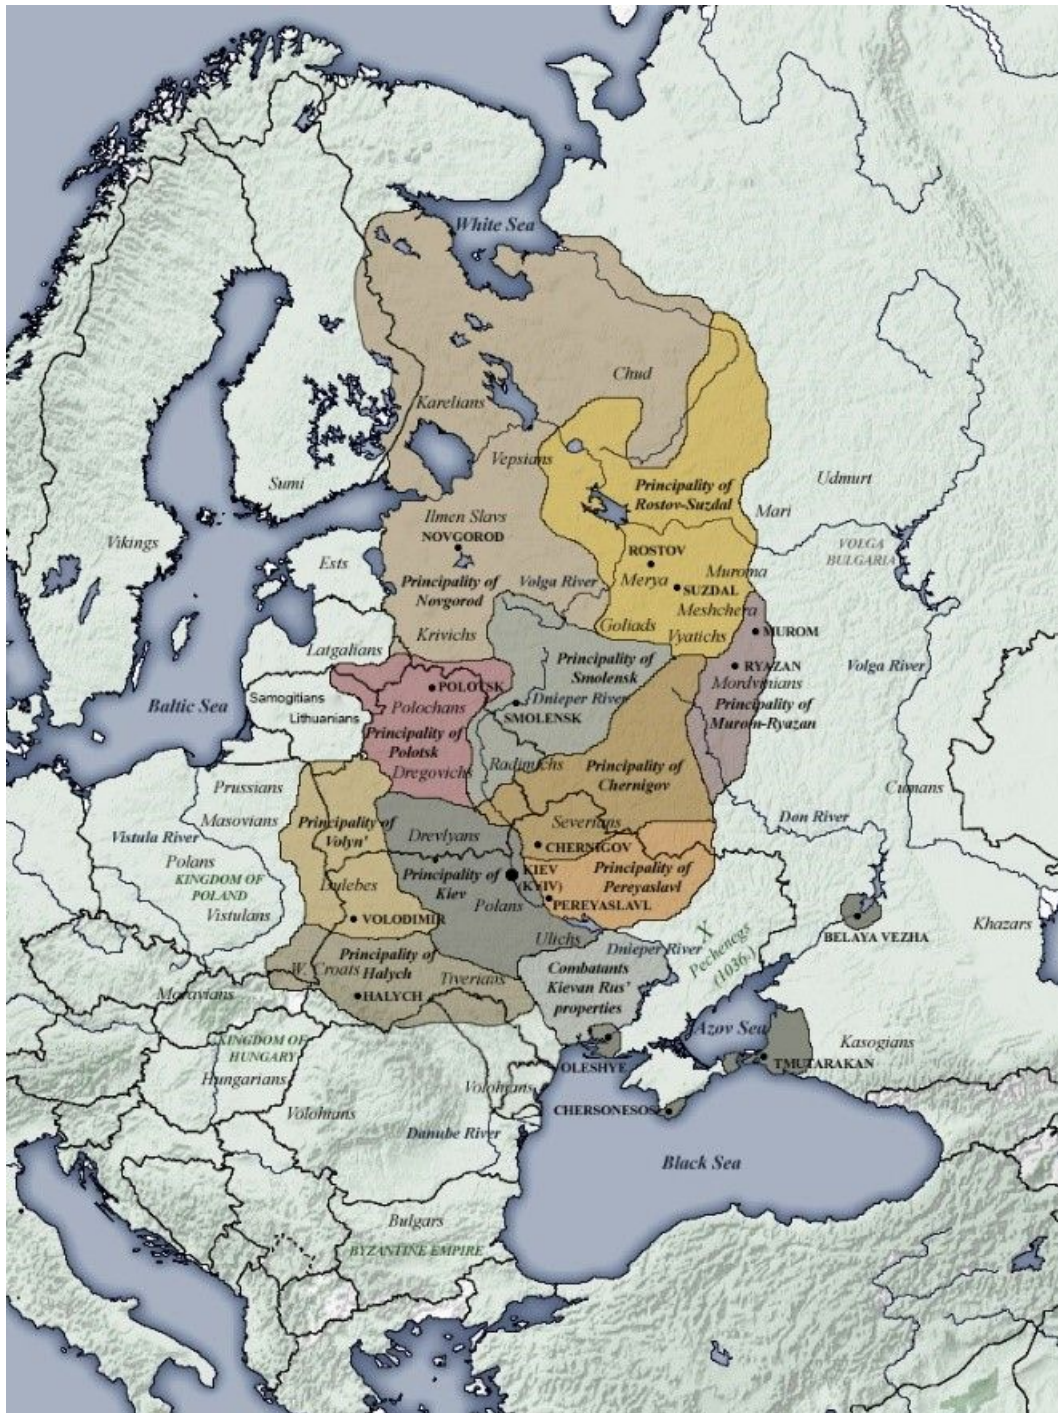 White Sea
Chud
Karelians
Vepsians
Sumi
Udmurt
Principality of
Rostov-Suzdal
Mari
Ilmen Slavs
NOVGOROD
Vikings
VOLGA
BULGARIA
ROSTOV
Ests
Merya
Muroma
Principality of
Novgorod
Volga River
SUZDAL
Meshchera
Goliads
Vyatichs
MUROM
Krivichs
Latgalians
Principality of
Smolensk
RYAZAN
Volga River
Mordvinians
POLOTSK
Samogitians
Polochans
Dnieper River
Baltic Sea
Lithuanians
SMOLENSK
Principality of
Murom-Ryazan
Principality of
Polotsk
Radimichs
Dregovichs
Principality of
Chernigov
Prussians
Cumans
Masovians
Principality of
Volyn'
Severians
Don River
Vistula River
Drevlyans
CHERNIGOV
Polans
KINGDOM OF
POLAND
Dulebes
Principality of
Kiev
KIEV
(KYIV)
Principality of
Pereyaslavl
Vistulans
Polans
PEREYASLAVL
VOLODIMIR
BELAYA VEZHA
Khazars
Ulichs
Dnieper River
X
Pechenegs
(1036)
Principality of
Halych
W. Croats
Tiverians
Combatants
Kievan Rus'
properties
Moravians
HALYCH
Azov Sea
KINGDOM OF
HUNGARY
Kasogians
OLESHYE
TMUTARAKAN
Hungarians
Volohians
Volohians
CHERSONESOS
Danube River
Black Sea
Bulgars
BYZANTINE EMPIRE